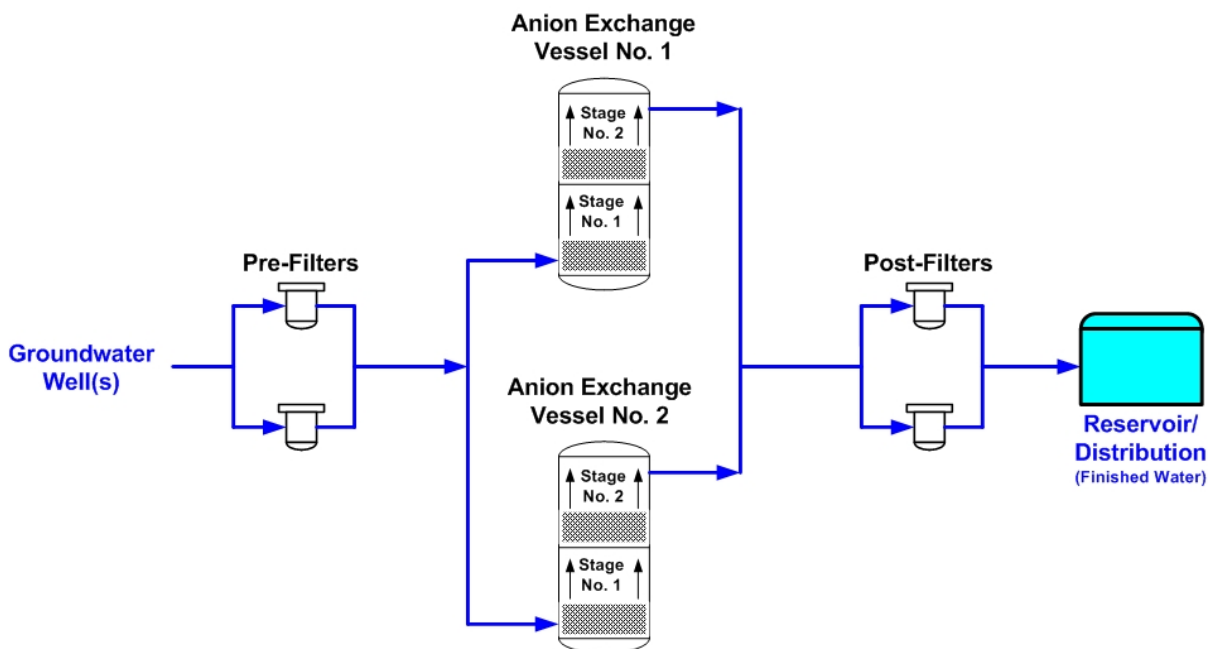 Anion Exchange
Vessel No. 1
Stage
No. 2
Stage
No. 1
Pre-Filters
Post-Filters
Groundwater
Well(s)
Anion Exchange
Vessel No. 2
Stage
No. 2
Stage
No. 1
Reservoir/
Distribution
(Finished Water)